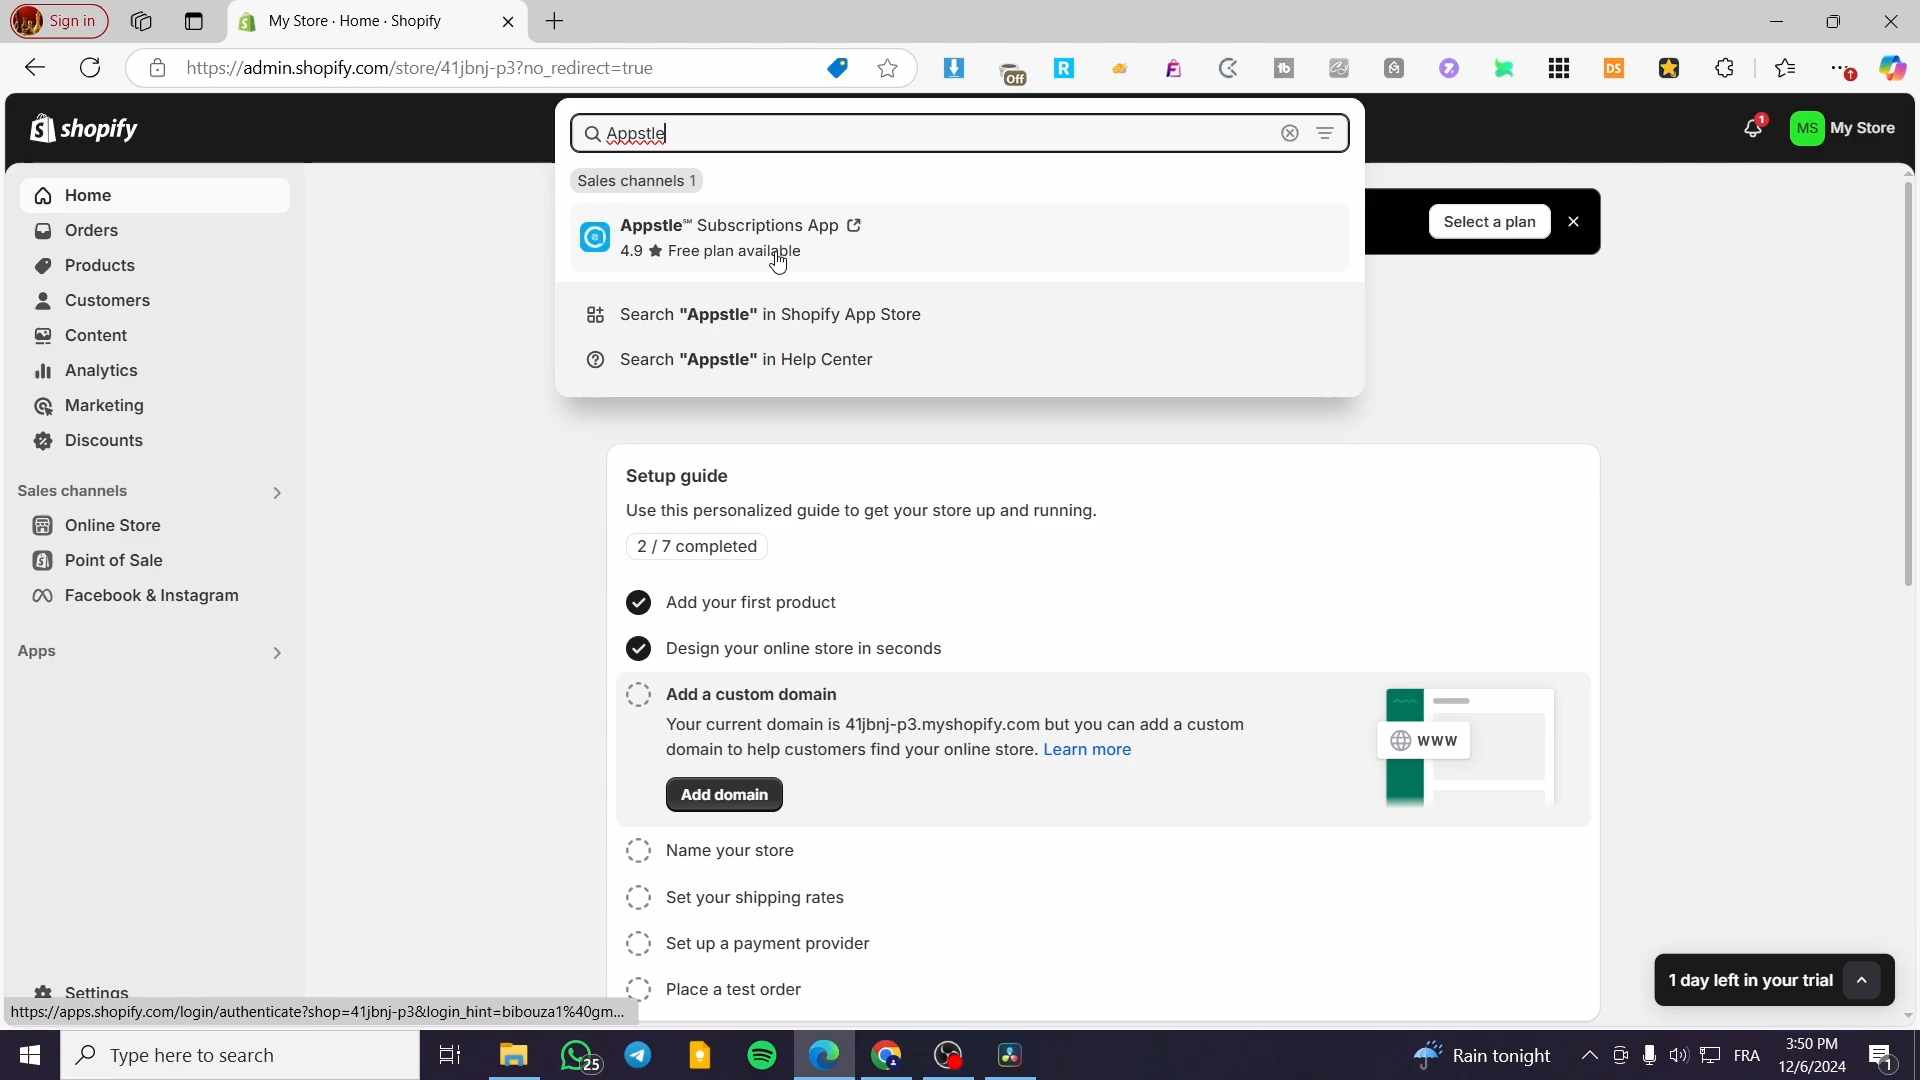 Sign in
My Store · Home · Shopify
https://admin.shopify.com/store/41jbnj-p3?no_redirect=true
Off
shopify
Appstle
MS My Store
1
Sales channels 1
Appstle℠ Subscriptions App
4.9 ★ Free plan available
Select a plan
Search "Appstle" in Shopify App Store
Search "Appstle" in Help Center
Home
Orders
Products
Customers
Content
Analytics
Marketing
Discounts
Sales channels
Online Store
Point of Sale
Facebook & Instagram
Apps
Settings
Setup guide
Use this personalized guide to get your store up and running.
2 / 7 completed
Add your first product
Design your online store in seconds
Add a custom domain
Your current domain is 41jbnj-p3.myshopify.com but you can add a custom
domain to help customers find your online store. Learn more
Add domain
www
Name your store
Set your shipping rates
Set up a payment provider
Place a test order
1 day left in your trial
https://apps.shopify.com/login/authenticate?shop=41jbnj-p3&login_hint=bibouza1%40gm...
Type here to search
25
Rain tonight
FRA
3:50 PM
12/6/2024
1